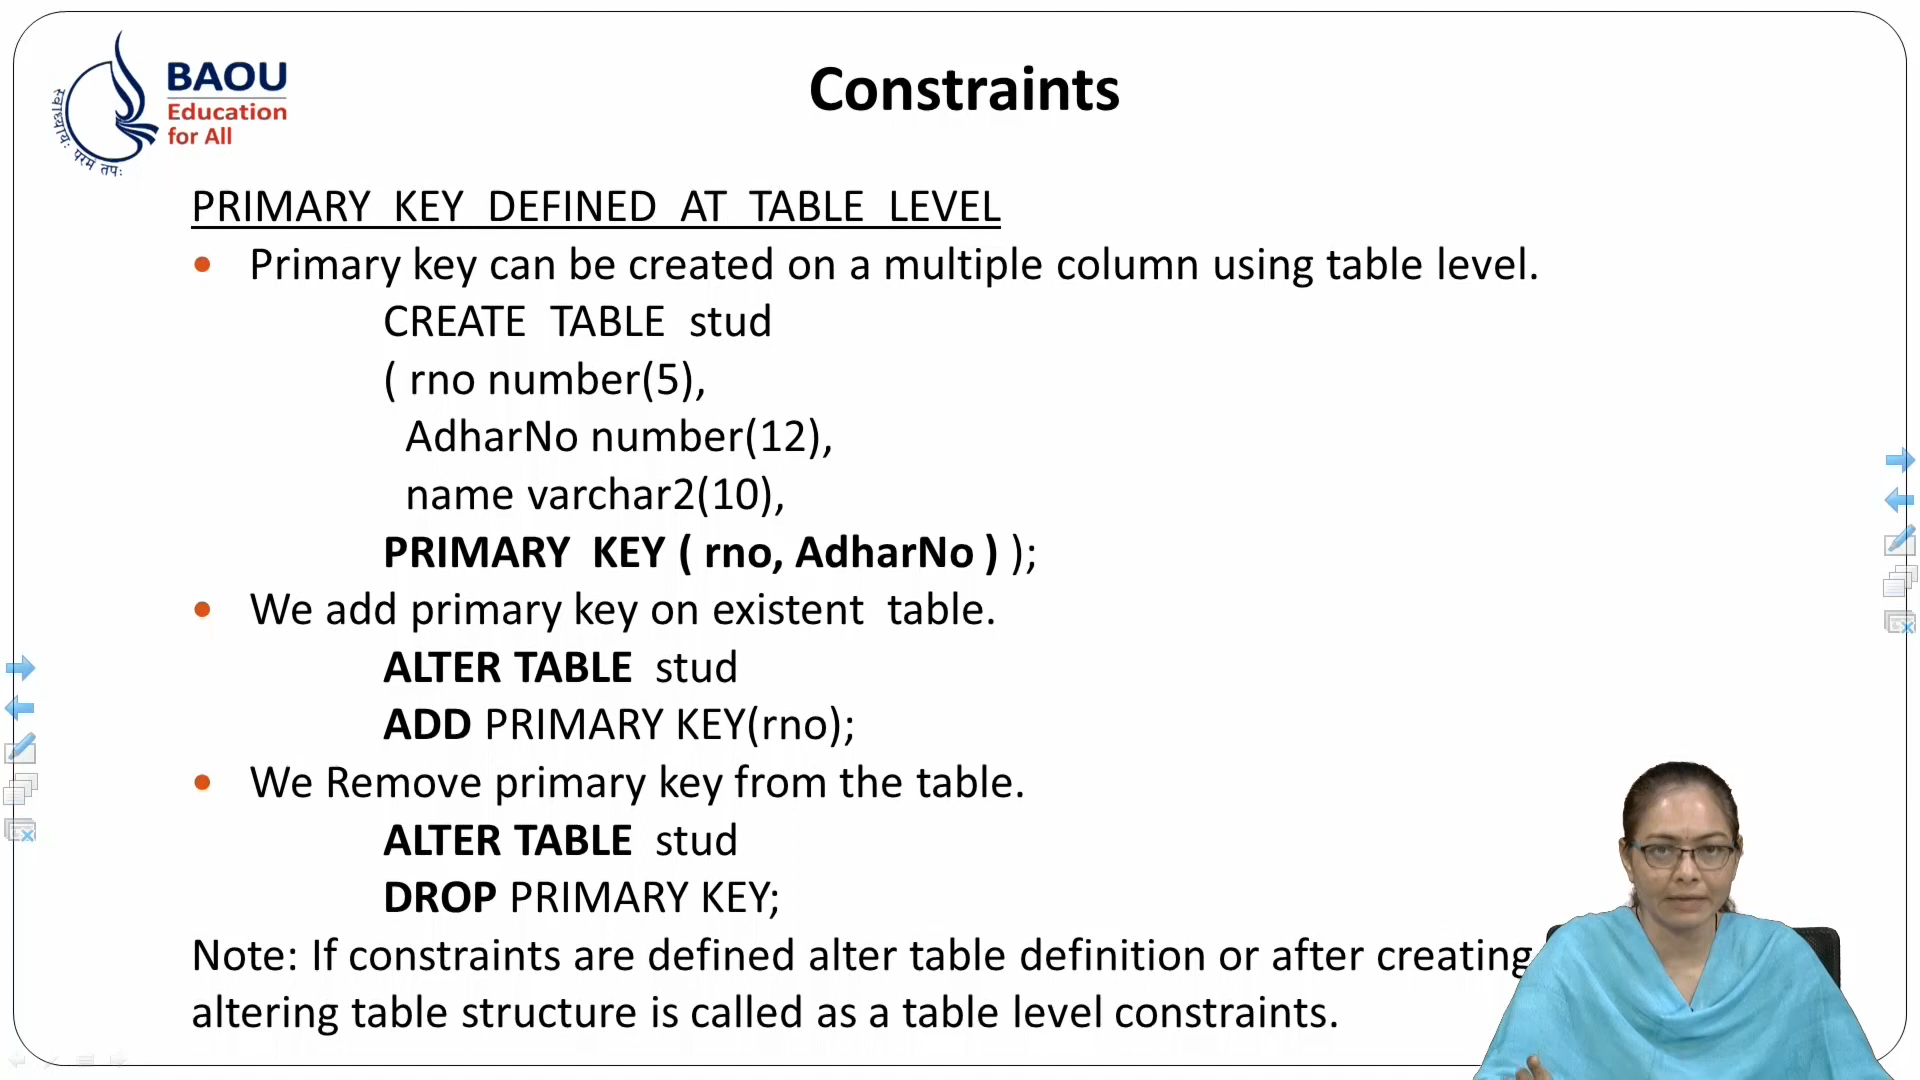 BAOU
Education
for All
स्वाध्यायः परमं तपः
Constraints
PRIMARY KEY DEFINED AT TABLE LEVEL
• Primary key can be created on a multiple column using table level.
CREATE TABLE stud
( rno number(5),
AdharNo number(12),
name varchar2(10),
PRIMARY KEY ( rno, AdharNo ) );
• We add primary key on existent table.
ALTER TABLE stud
ADD PRIMARY KEY(rno);
• We Remove primary key from the table.
ALTER TABLE stud
DROP PRIMARY KEY;
Note: If constraints are defined alter table definition or after creating
altering table structure is called as a table level constraints.